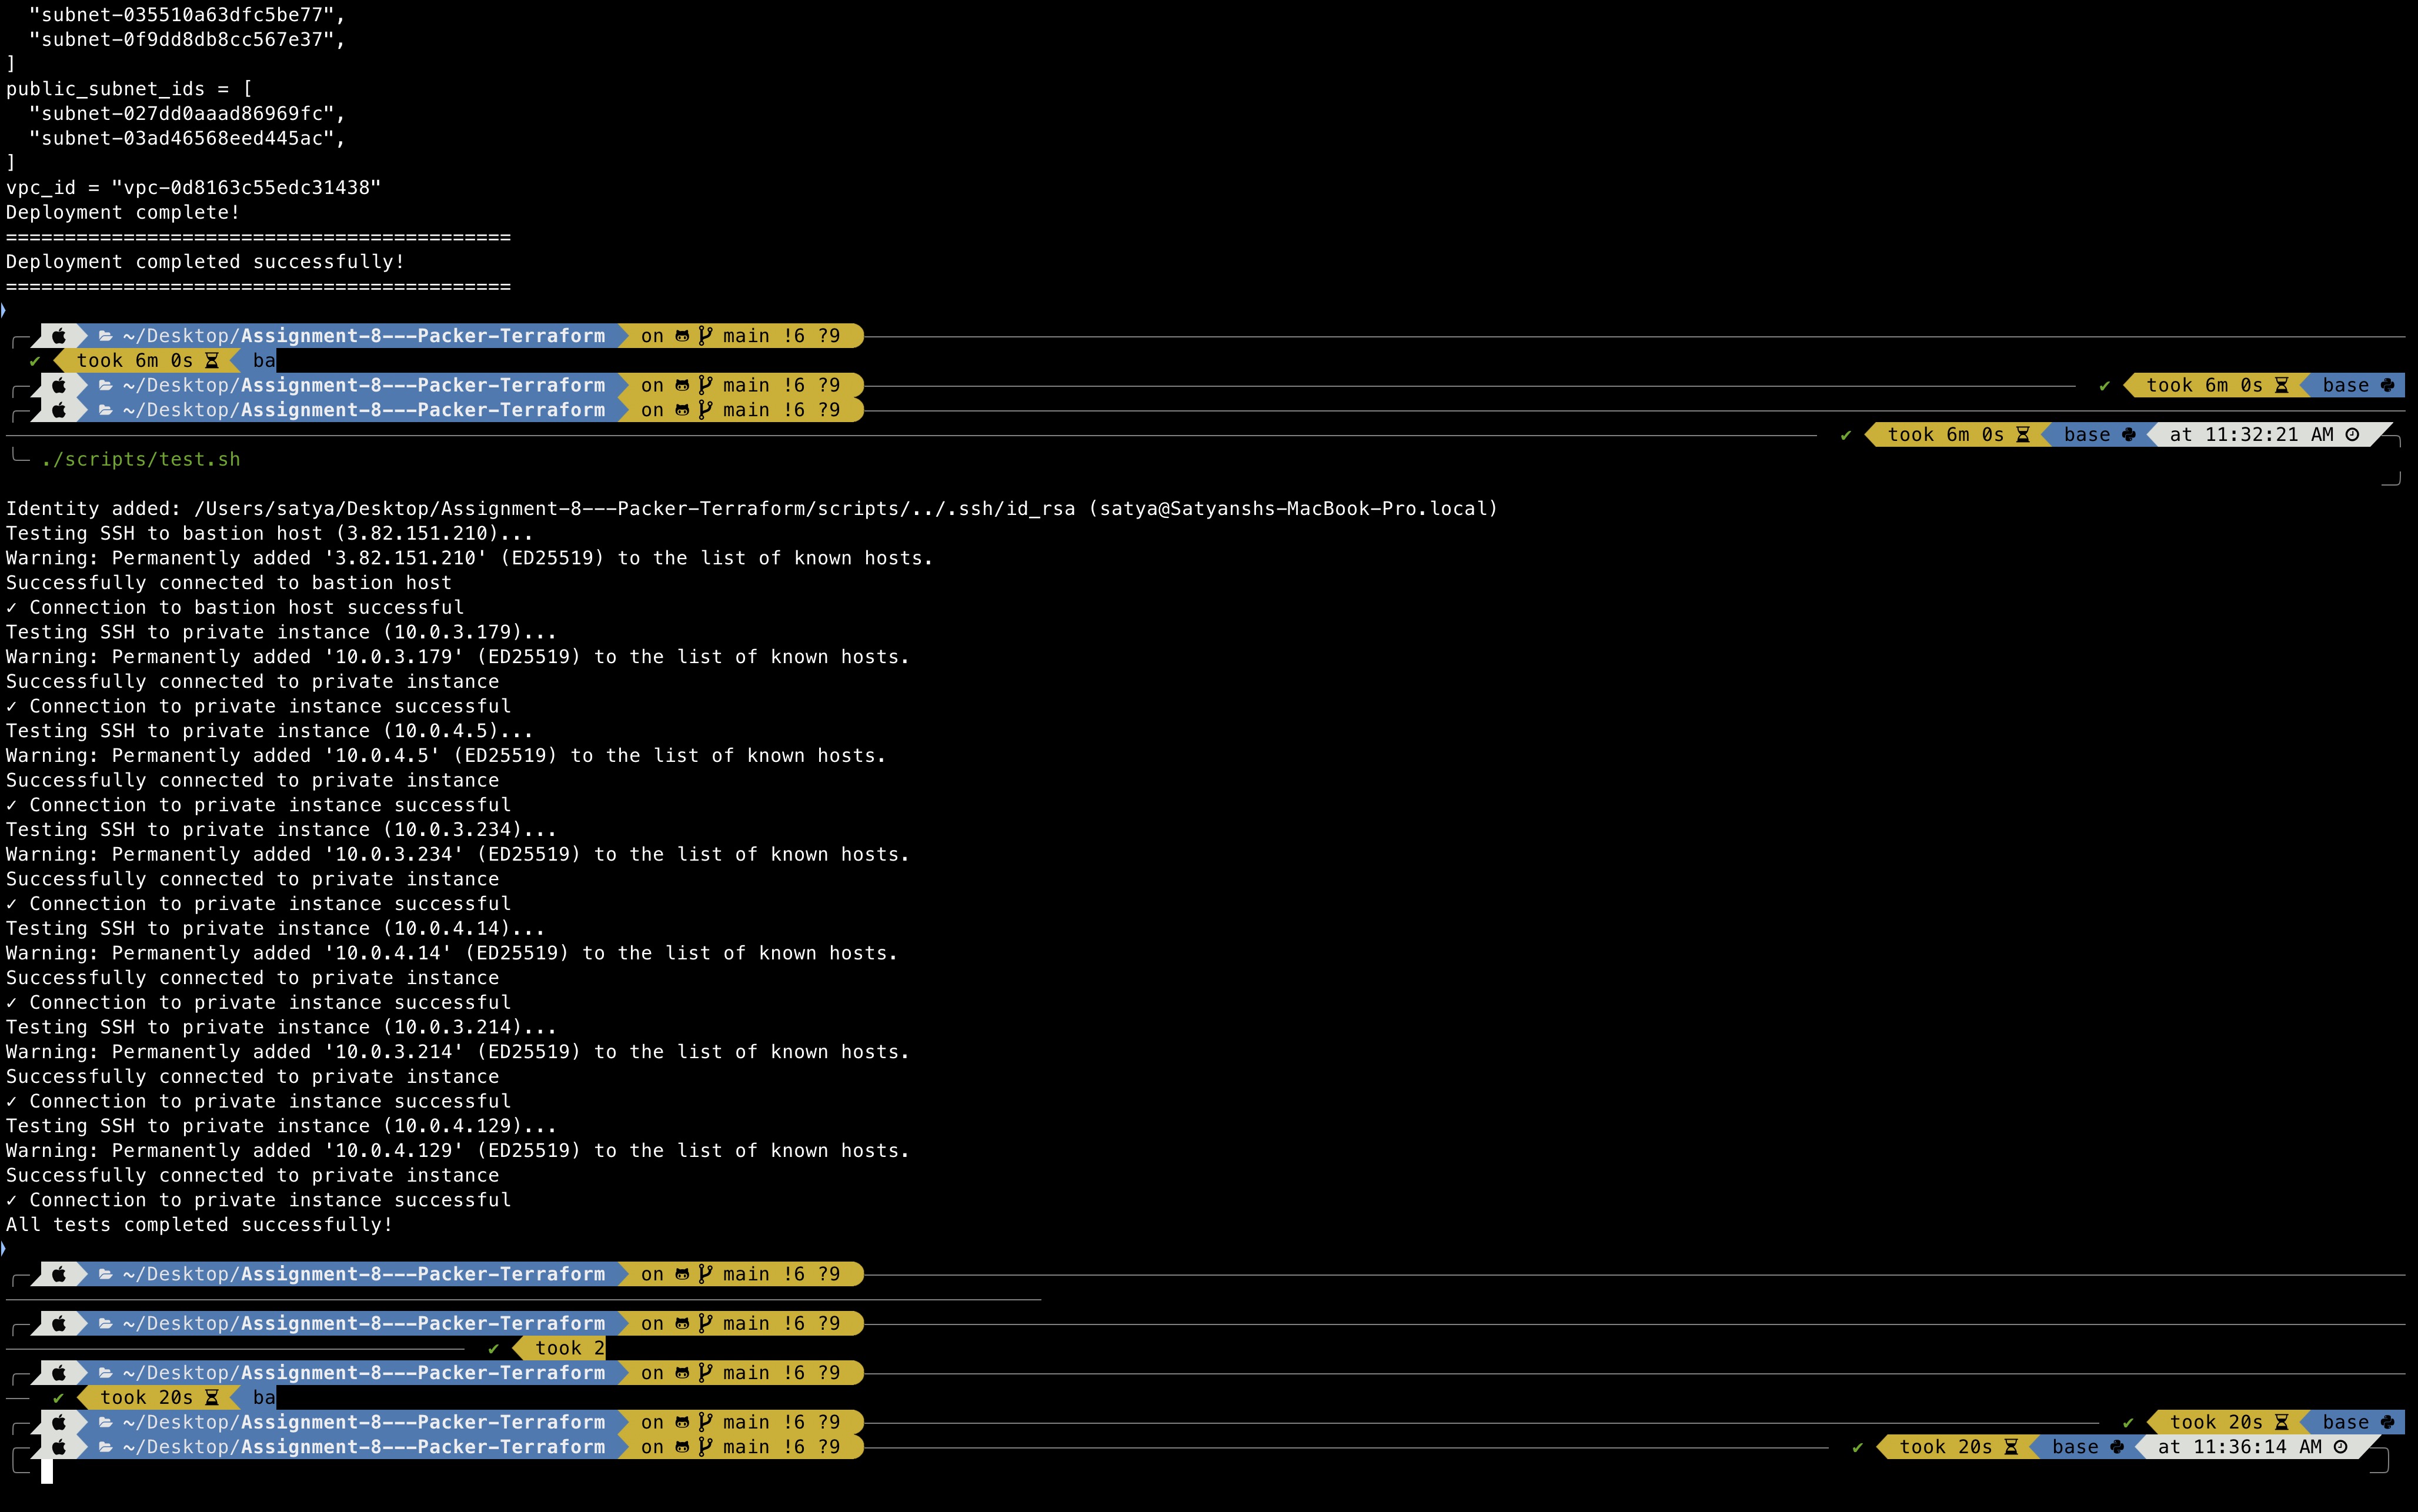 "subnet-035510a63dfc5be77",
  "subnet-0f9dd8db8cc567e37",
]
public_subnet_ids = [
  "subnet-027dd0aaad86969fc",
  "subnet-03ad46568eed445ac",
]
vpc_id = "vpc-0d8163c55edc31438"
Deployment complete!
===========================================
Deployment completed successfully!
===========================================
~/Desktop/Assignment-8---Packer-Terraform on main !6 ?9
✔ took 6m 0s ba
~/Desktop/Assignment-8---Packer-Terraform on main !6 ?9 ✔ took 6m 0s base
~/Desktop/Assignment-8---Packer-Terraform on main !6 ?9
✔ took 6m 0s base at 11:32:21 AM
./scripts/test.sh
Identity added: /Users/satya/Desktop/Assignment-8---Packer-Terraform/scripts/../.ssh/id_rsa (satya@Satyanshs-MacBook-Pro.local)
Testing SSH to bastion host (3.82.151.210)...
Warning: Permanently added '3.82.151.210' (ED25519) to the list of known hosts.
Successfully connected to bastion host
✓ Connection to bastion host successful
Testing SSH to private instance (10.0.3.179)...
Warning: Permanently added '10.0.3.179' (ED25519) to the list of known hosts.
Successfully connected to private instance
✓ Connection to private instance successful
Testing SSH to private instance (10.0.4.5)...
Warning: Permanently added '10.0.4.5' (ED25519) to the list of known hosts.
Successfully connected to private instance
✓ Connection to private instance successful
Testing SSH to private instance (10.0.3.234)...
Warning: Permanently added '10.0.3.234' (ED25519) to the list of known hosts.
Successfully connected to private instance
✓ Connection to private instance successful
Testing SSH to private instance (10.0.4.14)...
Warning: Permanently added '10.0.4.14' (ED25519) to the list of known hosts.
Successfully connected to private instance
✓ Connection to private instance successful
Testing SSH to private instance (10.0.3.214)...
Warning: Permanently added '10.0.3.214' (ED25519) to the list of known hosts.
Successfully connected to private instance
✓ Connection to private instance successful
Testing SSH to private instance (10.0.4.129)...
Warning: Permanently added '10.0.4.129' (ED25519) to the list of known hosts.
Successfully connected to private instance
✓ Connection to private instance successful
All tests completed successfully!
~/Desktop/Assignment-8---Packer-Terraform on main !6 ?9
~/Desktop/Assignment-8---Packer-Terraform on main !6 ?9
✔ took 2
~/Desktop/Assignment-8---Packer-Terraform on main !6 ?9
✔ took 20s ba
~/Desktop/Assignment-8---Packer-Terraform on main !6 ?9 ✔ took 20s base
~/Desktop/Assignment-8---Packer-Terraform on main !6 ?9 ✔ took 20s base at 11:36:14 AM